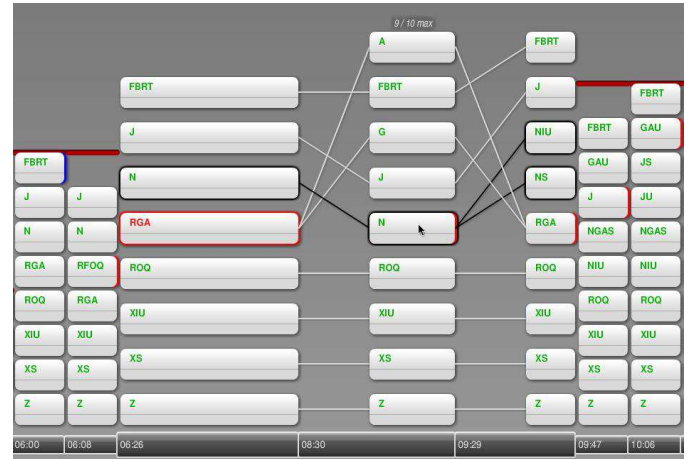 9 / 10 max
A FBRT
FBRT FBRT J FBRT
J G NIU FBRT GAU
FBRT GAU JS
N J NS
J J J JU
RGA N RGA
N N NGAS NGAS
RGA RFOQ ROQ ROQ ROQ NIU NIU
ROQ RGA XIU XIU XIU ROQ ROQ
XIU XIU XIU XIU
XS XS XS
XS XS XS XS
Z Z Z Z Z Z Z
06:00 06:08 06:26 08:30 09:29 09:47 10:06